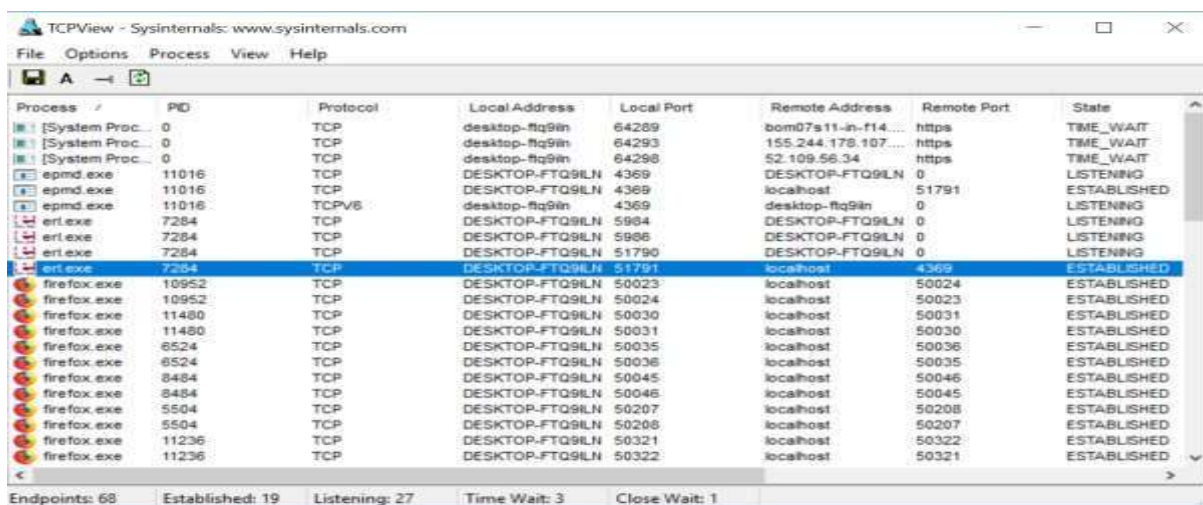 TCPView - Sysinternals: www.sysinternals.com
File Options Process View Help
A
Process / PID Protocol Local Address Local Port Remote Address Remote Port State
[System Proc... 0 TCP desktop-ftq9iln 64289 bom07s11-in-f14.... https TIME_WAIT
[System Proc... 0 TCP desktop-ftq9iln 64293 155.244.178.107.... https TIME_WAIT
[System Proc... 0 TCP desktop-ftq9iln 64298 52.109.56.34 https TIME_WAIT
epmd.exe 11016 TCP DESKTOP-FTQ9ILN 4369 DESKTOP-FTQ9ILN 0 LISTENING
epmd.exe 11016 TCP DESKTOP-FTQ9ILN 4369 localhost 51791 ESTABLISHED
epmd.exe 11016 TCPV6 desktop-ftq9iln 4369 desktop-ftq9iln 0 LISTENING
erl.exe 7284 TCP DESKTOP-FTQ9ILN 5984 DESKTOP-FTQ9ILN 0 LISTENING
erl.exe 7284 TCP DESKTOP-FTQ9ILN 5986 DESKTOP-FTQ9ILN 0 LISTENING
erl.exe 7284 TCP DESKTOP-FTQ9ILN 51790 DESKTOP-FTQ9ILN 0 LISTENING
erl.exe 7284 TCP DESKTOP-FTQ9ILN 51791 localhost 4369 ESTABLISHED
firefox.exe 10952 TCP DESKTOP-FTQ9ILN 50023 localhost 50024 ESTABLISHED
firefox.exe 10952 TCP DESKTOP-FTQ9ILN 50024 localhost 50023 ESTABLISHED
firefox.exe 11480 TCP DESKTOP-FTQ9ILN 50030 localhost 50031 ESTABLISHED
firefox.exe 11480 TCP DESKTOP-FTQ9ILN 50031 localhost 50030 ESTABLISHED
firefox.exe 6524 TCP DESKTOP-FTQ9ILN 50035 localhost 50036 ESTABLISHED
firefox.exe 6524 TCP DESKTOP-FTQ9ILN 50036 localhost 50035 ESTABLISHED
firefox.exe 8484 TCP DESKTOP-FTQ9ILN 50045 localhost 50046 ESTABLISHED
firefox.exe 8484 TCP DESKTOP-FTQ9ILN 50046 localhost 50045 ESTABLISHED
firefox.exe 5504 TCP DESKTOP-FTQ9ILN 50207 localhost 50208 ESTABLISHED
firefox.exe 5504 TCP DESKTOP-FTQ9ILN 50208 localhost 50207 ESTABLISHED
firefox.exe 11236 TCP DESKTOP-FTQ9ILN 50321 localhost 50322 ESTABLISHED
firefox.exe 11236 TCP DESKTOP-FTQ9ILN 50322 localhost 50321 ESTABLISHED
Endpoints: 68 Established: 19 Listening: 27 Time Wait: 3 Close Wait: 1